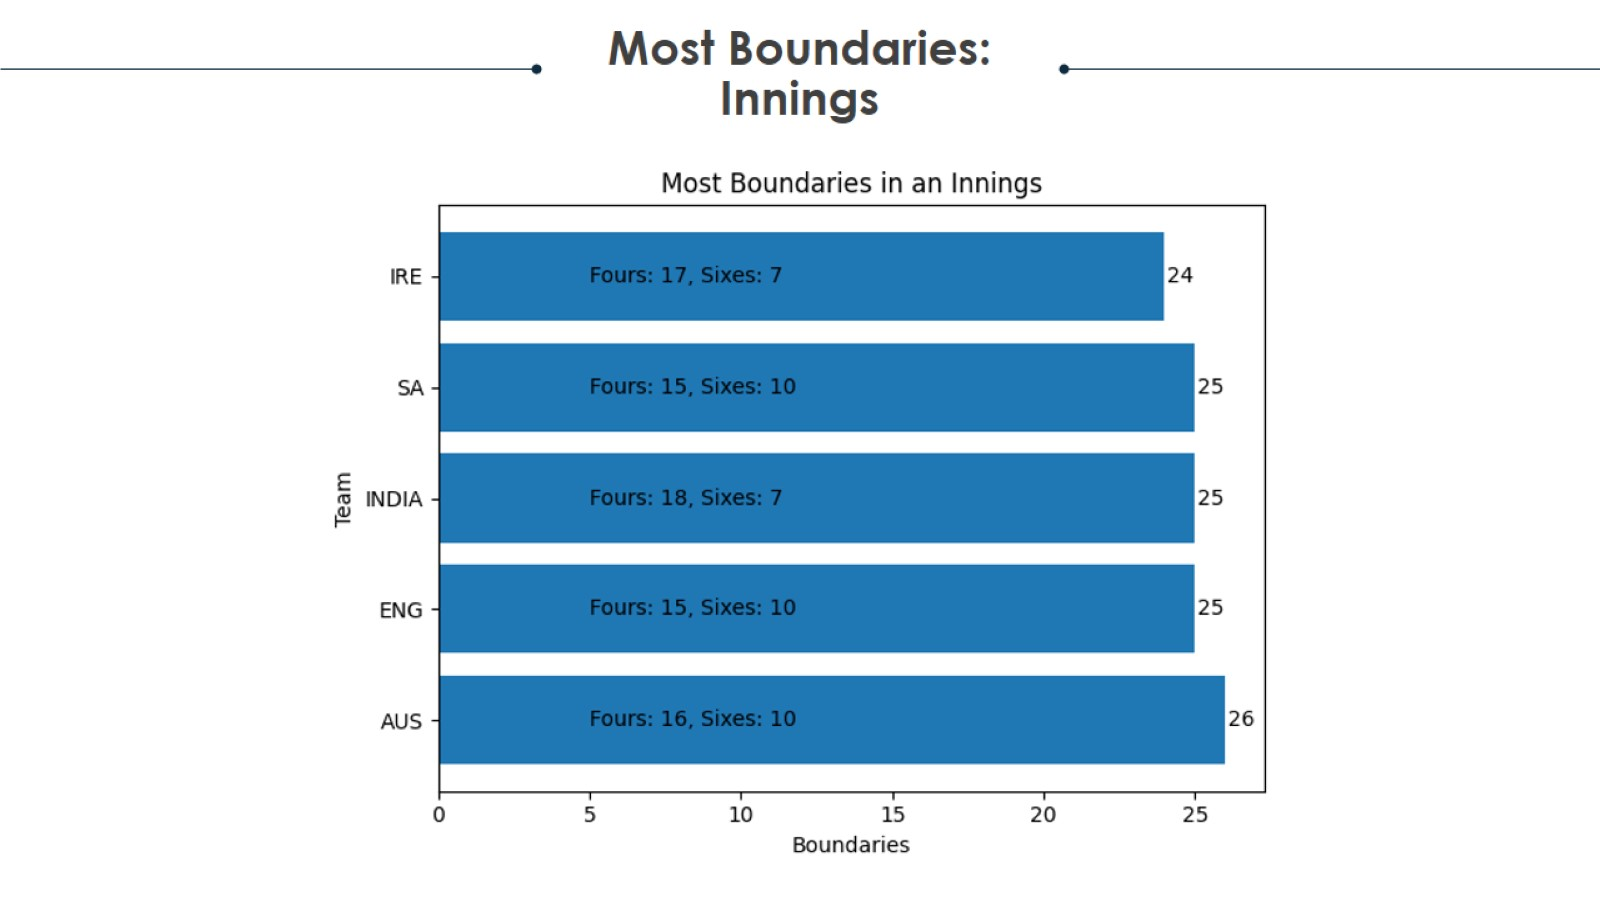 Most Boundaries:
Innings
Most Boundaries in an Innings
IRE
Fours: 17, Sixes: 7
24
SA
Fours: 15, Sixes: 10
25
Team
INDIA
Fours: 18, Sixes: 7
25
ENG
Fours: 15, Sixes: 10
25
AUS
Fours: 16, Sixes: 10
26
0 5 10 15 20 25
Boundaries